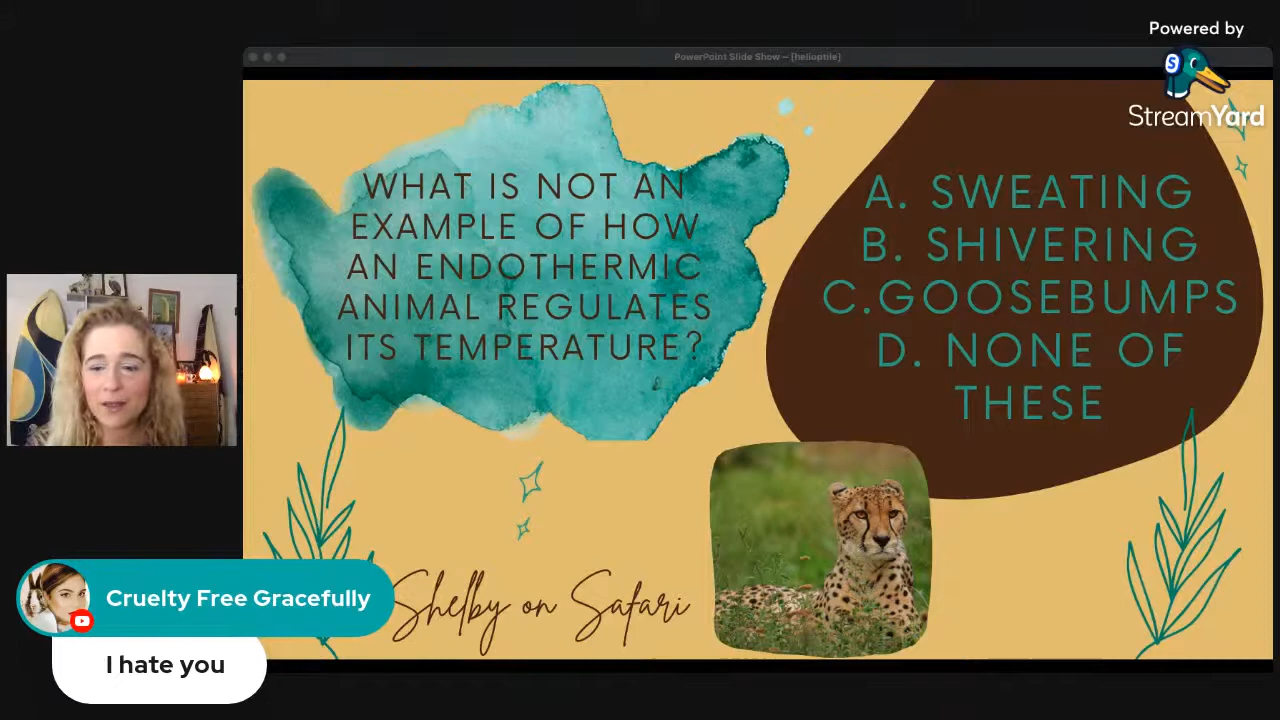 Powered by
StreamYard
PowerPoint Slide Show – [helioptile]
WHAT IS NOT AN
EXAMPLE OF HOW
AN ENDOTHERMIC
ANIMAL REGULATES
ITS TEMPERATURE?
A. SWEATING
B. SHIVERING
C.GOOSEBUMPS
D. NONE OF
THESE
Shelby on Safari
Cruelty Free Gracefully
I hate you